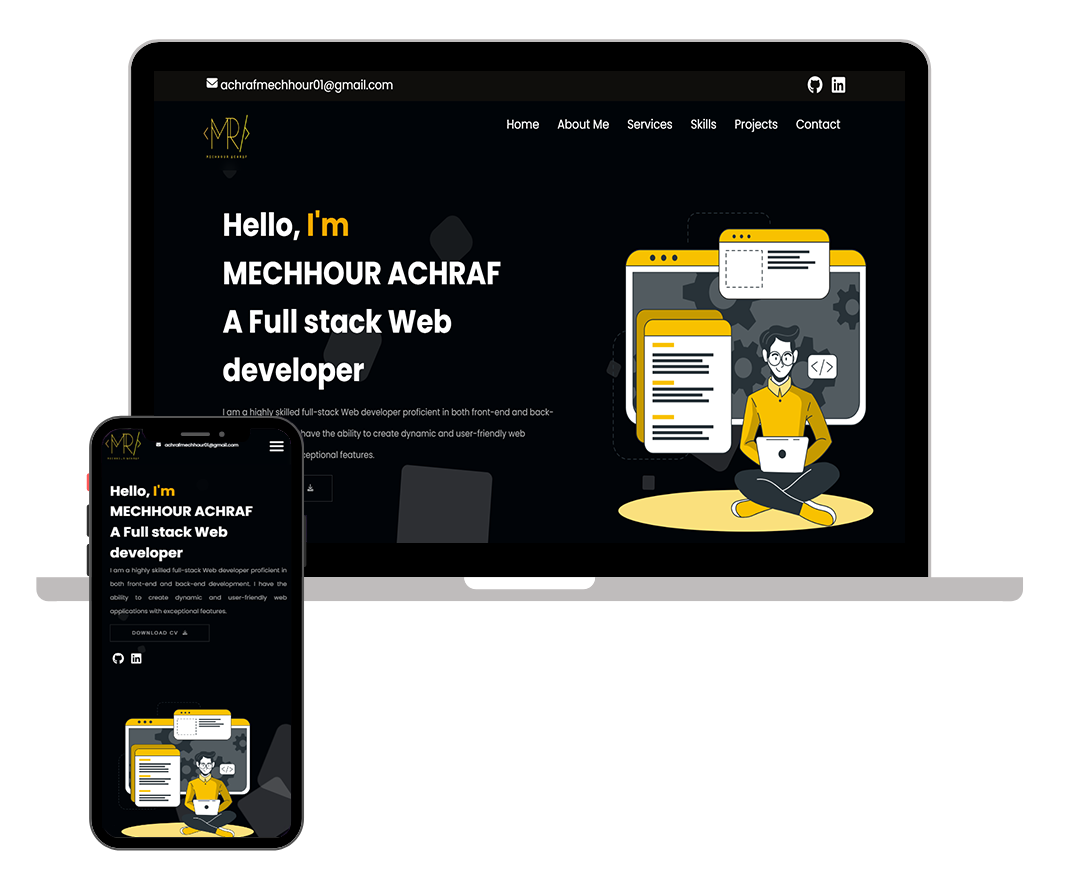 achrafmechhour01@gmail.com
MR/>
MECHHOUR ACHRAF
Home About Me Services Skills Projects Contact
Hello, I'm
MECHHOUR ACHRAF
A Full stack Web
developer
I am a highly skilled full-stack Web developer proficient in both front-end and back-
have the ability to create dynamic and user-friendly web
ceptional features.
</>
MR/>
achrafmechhour01@gmail.com
Hello, I'm
MECHHOUR ACHRAF
A Full stack Web
developer
I am a highly skilled full-stack Web developer proficient in
both front-end and back-end development. I have the
ability to create dynamic and user-friendly web
applications with exceptional features.
DOWNLOAD CV
</>